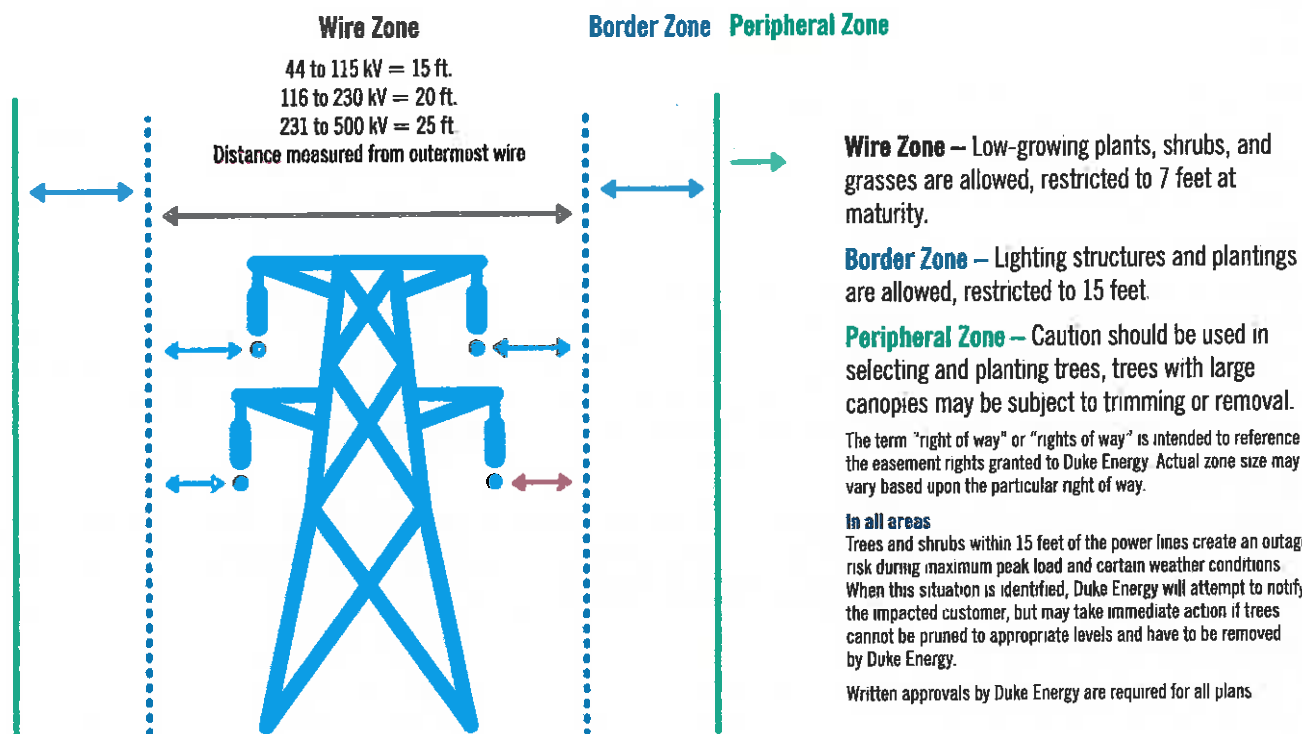 Wire Zone
Border Zone
Peripheral Zone
44 to 115 kV = 15 ft.
116 to 230 kV = 20 ft.
231 to 500 kV = 25 ft
Distance measured from outermost wire
Wire Zone – Low-growing plants, shrubs, and
grasses are allowed, restricted to 7 feet at
maturity.
Border Zone – Lighting structures and plantings
are allowed, restricted to 15 feet.
Peripheral Zone – Caution should be used in
selecting and planting trees, trees with large
canopies may be subject to trimming or removal.
The term "right of way" or "rights of way" is intended to reference
the easement rights granted to Duke Energy Actual zone size may
vary based upon the particular right of way.
In all areas
Trees and shrubs within 15 feet of the power lines create an outag
risk during maximum peak load and certain weather conditions
When this situation is identified, Duke Energy will attempt to notify
the impacted customer, but may take immediate action if trees
cannot be pruned to appropriate levels and have to be removed
by Duke Energy.
Written approvals by Duke Energy are required for all plans